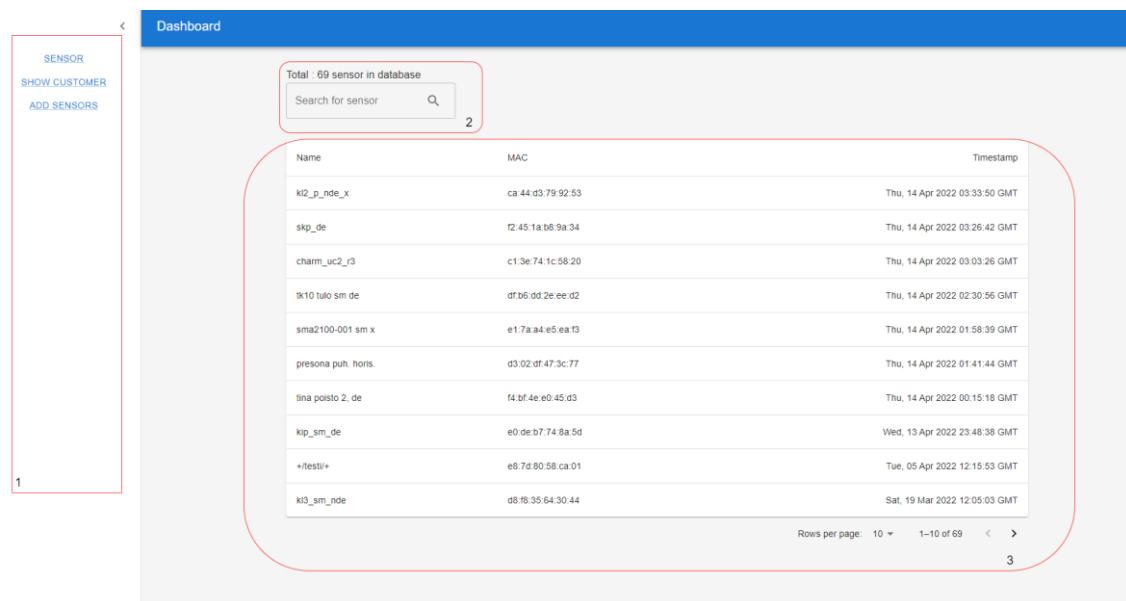 Dashboard
SENSOR
SHOW CUSTOMER
ADD SENSORS
1
Total : 69 sensor in database
Search for sensor
2
Name MAC Timestamp
kl2_p_nde_x ca:44:d3:79:92:53 Thu, 14 Apr 2022 03:33:50 GMT
skp_de f2:45:1a:b8:9a:34 Thu, 14 Apr 2022 03:26:42 GMT
charm_uc2_r3 c1:3e:74:1c:58:20 Thu, 14 Apr 2022 03:03:26 GMT
tk10 tulo sm de df:b6:dd:2e:ee:d2 Thu, 14 Apr 2022 02:30:56 GMT
sma2100-001 sm x e1:7a:a4:e5:ea:f3 Thu, 14 Apr 2022 01:58:39 GMT
presona puh. horis. d3:02:df:47:3c:77 Thu, 14 Apr 2022 01:41:44 GMT
tina poisto 2, de f4:bf:4e:e0:45:d3 Thu, 14 Apr 2022 00:15:18 GMT
kip_sm_de e0:de:b7:74:8a:5d Wed, 13 Apr 2022 23:48:38 GMT
+/testi/+ e8:7d:80:58:ca:01 Tue, 05 Apr 2022 12:15:53 GMT
kl3_sm_nde d8:f8:35:64:30:44 Sat, 19 Mar 2022 12:05:03 GMT
Rows per page: 10 1–10 of 69
3